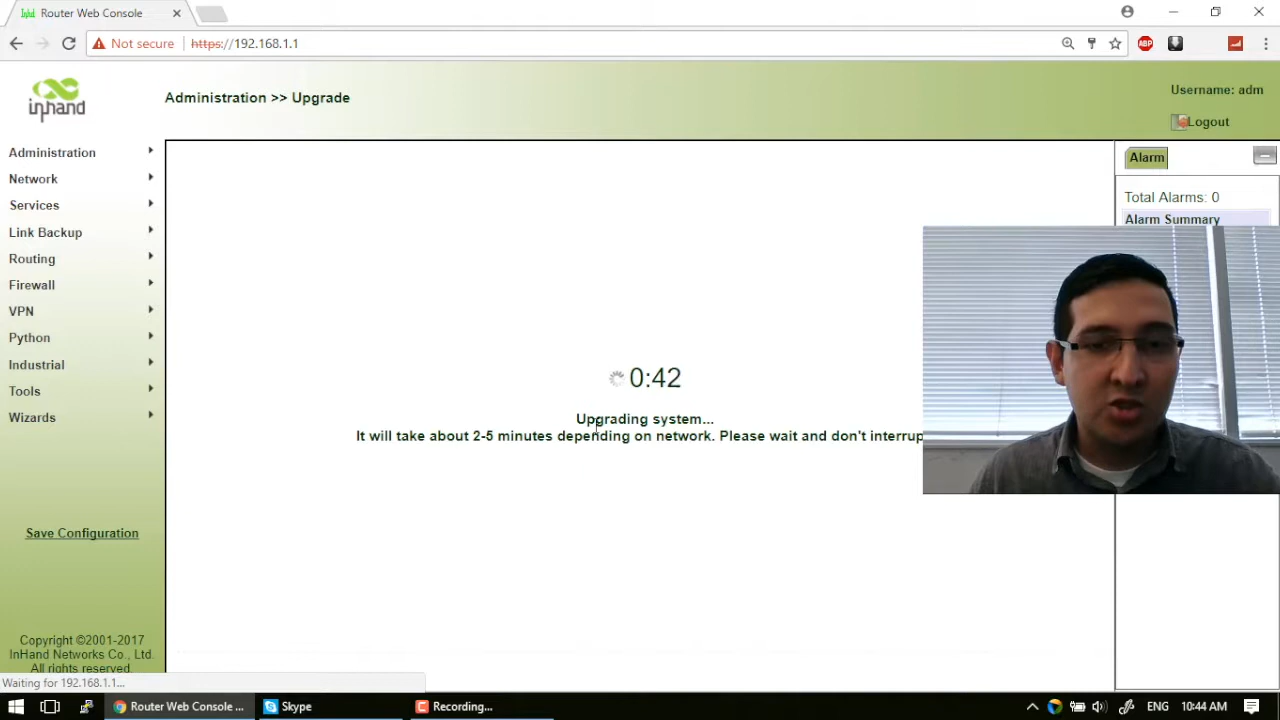 Router Web Console
Not secure
https://192.168.1.1
ABP
inhand
Administration >> Upgrade
Username: adm
Logout
Administration
Network
Services
Link Backup
Routing
Firewall
VPN
Python
Industrial
Tools
Wizards
Save Configuration
Copyright ©2001-2017
InHand Networks Co., Ltd.
All rights reserved.
Alarm
Total Alarms: 0
Alarm Summary
0:42
Upgrading system...
It will take about 2-5 minutes depending on network. Please wait and don't interrup
Waiting for 192.168.1.1...
Router Web Console ...
Skype
Recording...
ENG
10:44 AM